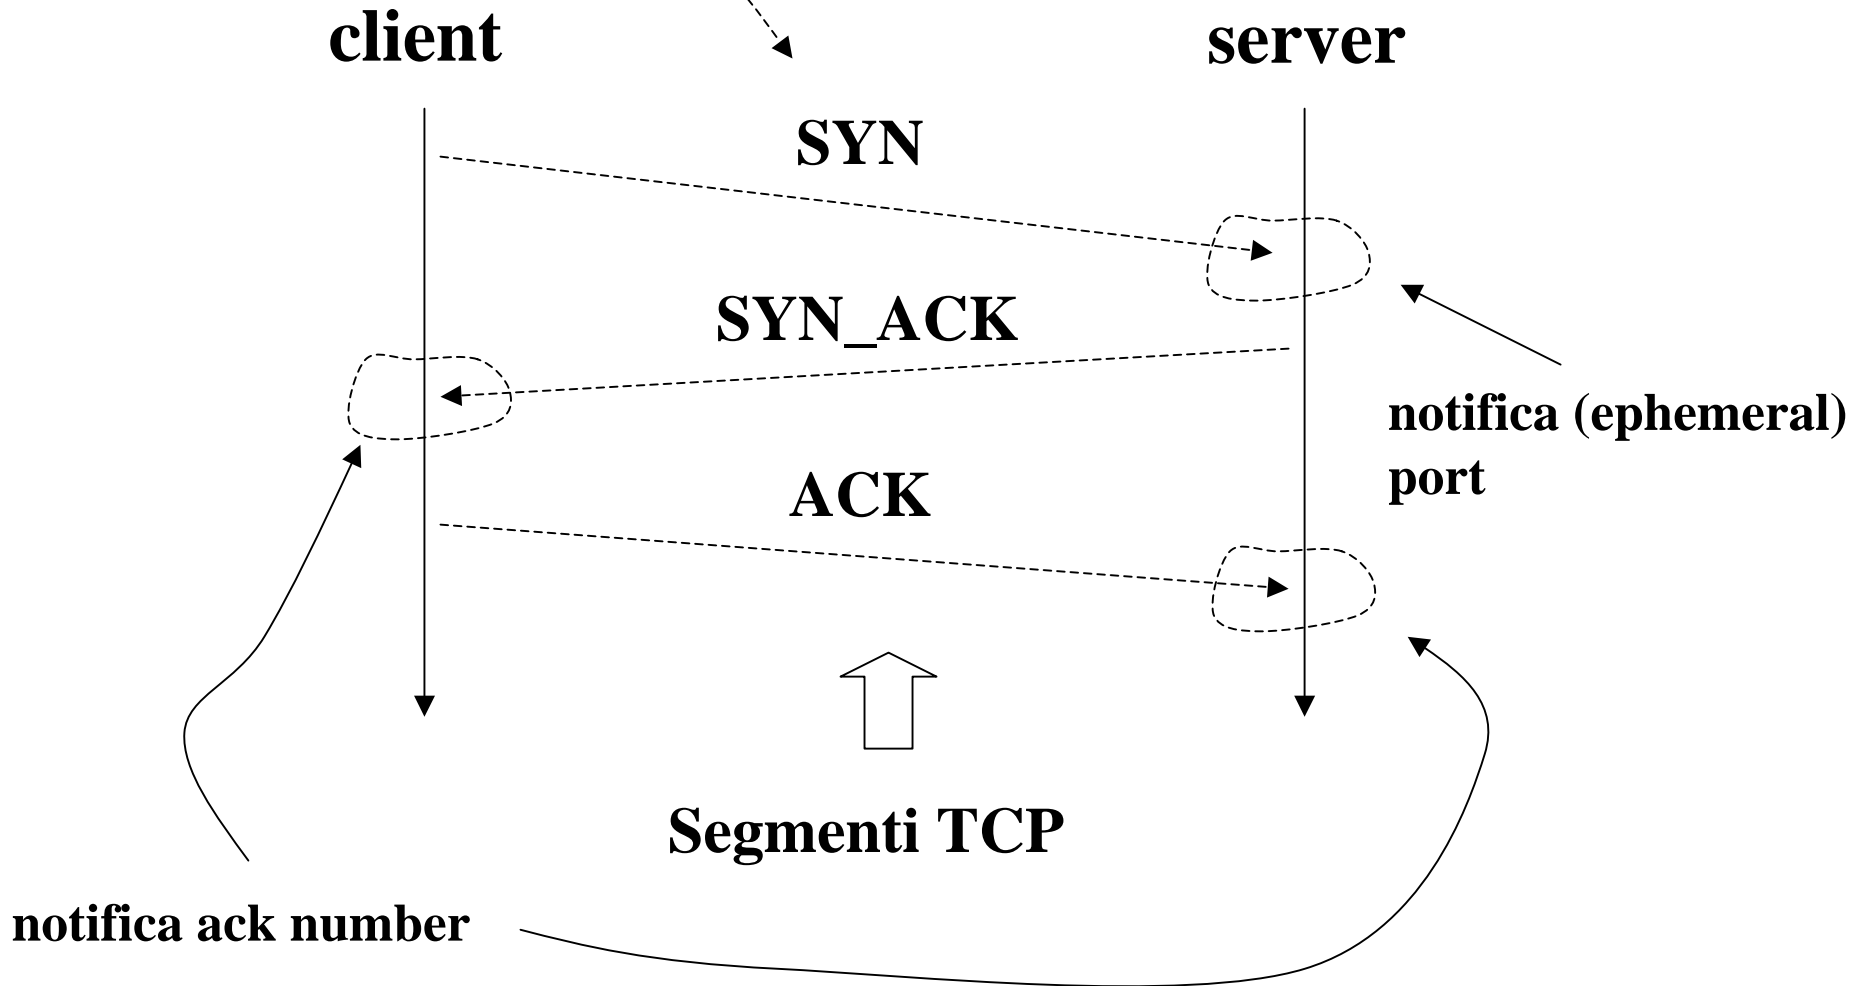 client
server
SYN
SYN_ACK
notifica (ephemeral)
port
ACK
Segmenti TCP
notifica ack number